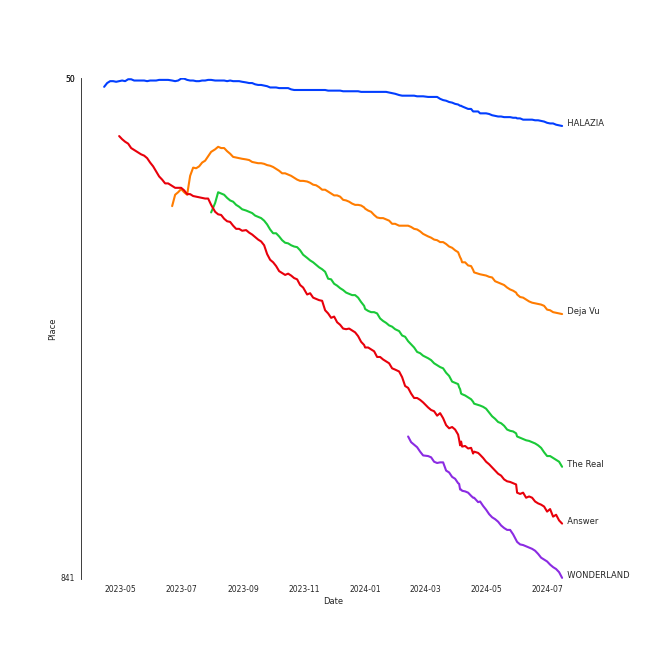 50
HALAZIA
Deja Vu
Place
The Real
Answer
WONDERLAND
841
2023-05 2023-07 2023-09 2023-11 2024-01 2024-03 2024-05 2024-07
Date